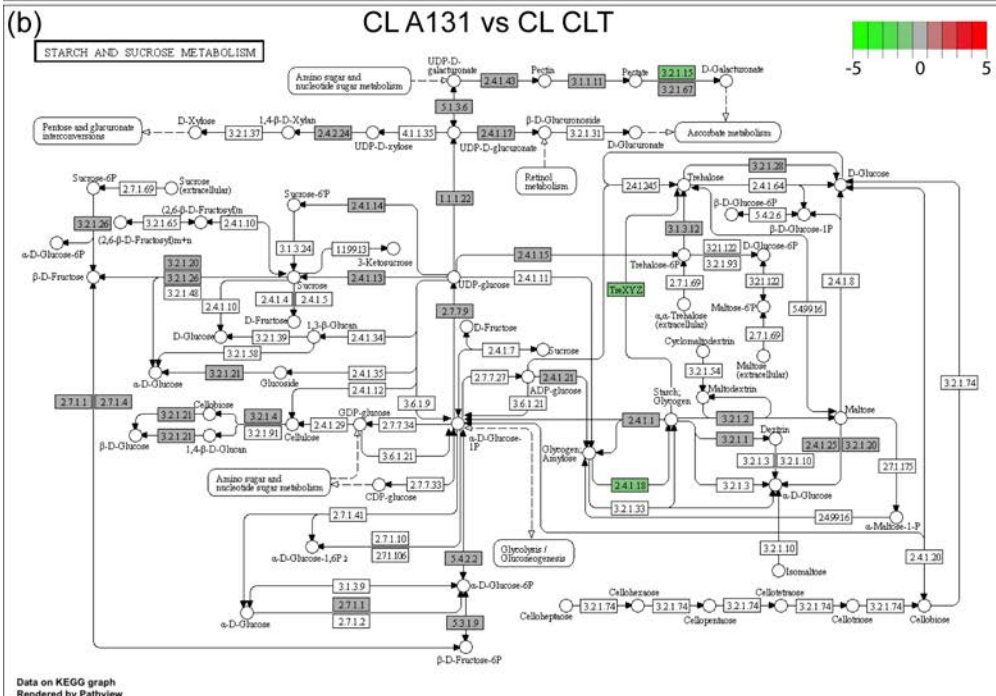 (b)
CL A131 vs CL CLT
-5 0 5
STARCH AND SUCROSE METABOLISM
Amino sugar and
nucleotide sugar metabolism
UDP-D-
galacturonate
2.4.1.43
Pectin
3.1.1.11
Pectate
3.2.1.15
3.2.1.67
D-Galacturonate
5.1.3.6
Pentose and glucuronate
interconversions
D-Xylose
3.2.1.37
1,4-β-D-Xylan
2.4.2.24
UDP-D-xylose
4.1.1.35
UDP-D-glucuronate
2.4.1.17
β-D-Glucuronoside
3.2.1.31
D-Glucuronate
Ascorbate metabolism
Retinol
metabolism
Sucrose-6P
2.7.1.69
Sucrose
(extracellular)
Sucrose-6'P
2.4.1.14
1.1.1.22
2.4.1.245
Trehalose
3.2.1.28
2.4.1.64
D-Glucose
β-D-Glucose-6P
5.4.2.6
β-D-Glucose-1P
3.2.1.26
(2,6-β-D-Fructosyl)n
3.2.1.65
2.4.1.10
(2,6-β-D-Fructosyl)m+n
α-D-Glucose-6P
3.1.3.24
1.1.99.13
3-Ketosucrose
3.1.3.12
3.2.1.122
3.2.1.93
D-Glucose-6P
2.4.1.15
Trehalose-6P
β-D-Fructose
3.2.1.20
3.2.1.26
3.2.1.48
Sucrose
2.4.1.13
UDP-glucose
2.4.1.11
TreXYZ
2.7.1.69
3.2.1.122
5.4.99.16
2.4.1.8
2.4.1.10
2.4.1.4
2.4.1.5
D-Fructose
2.7.7.9
α,α-Trehalose
(extracellular)
Maltose-6'P
2.7.1.69
Maltose
(extracellular)
D-Glucose
3.2.1.39
1,3-β-Glucan
2.4.1.34
3.2.1.58
D-Fructose
2.4.1.7
Sucrose
Cyclomaltodextrin
3.2.1.54
Maltodextrin
3.2.1.74
α-D-Glucose
3.2.1.21
Glucoside
2.4.1.35
2.4.1.12
2.7.7.27
ADP-glucose
2.4.1.21
3.6.1.9
3.6.1.21
Starch;
Glycogen
2.4.1.1
3.2.1.2
Maltose
2.7.1.1
2.7.1.4
3.2.1.21
Cellobiose
3.2.1.4
3.2.1.91
Cellulose
2.4.1.29
GDP-glucose
2.7.7.34
α-D-Glucose-
1P
3.2.1.1
Dextrin
2.4.1.25
3.2.1.20
β-D-Glucose
3.2.1.21
1,4-β-D-Glucan
3.6.1.21
Glycogen;
Amylose
3.2.1.3
3.2.1.10
2.7.1.175
Amino sugar and
nucleotide sugar metabolism
CDP-glucose
2.7.7.33
2.4.1.18
3.2.1.3
α-D-Glucose
3.2.1.33
2.4.99.16
α-Maltose-1-P
2.7.1.41
2.7.1.10
2.7.1.106
α-D-Glucose-1,6P2
Glycolysis /
Gluconeogenesis
3.2.1.10
Isomaltose
2.4.1.20
5.4.2.2
3.1.3.9
α-D-Glucose-6P
2.7.1.1
2.7.1.2
α-D-Glucose
5.3.1.9
β-D-Fructose-6P
Celloheptaose
3.2.1.74
Cellohexaose
3.2.1.74
Cellopentaose
3.2.1.74
Cellotetraose
3.2.1.74
Cellotriose
3.2.1.74
Cellobiose
Data on KEGG graph
Rendered by Pathview